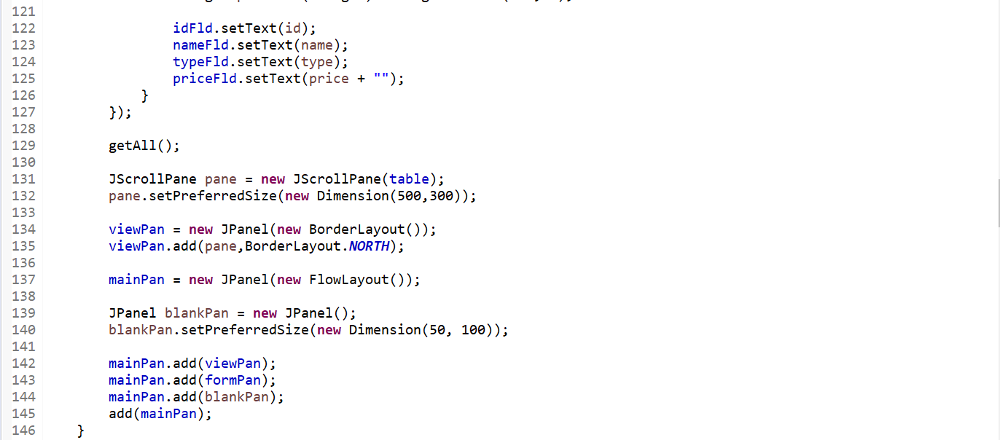 121
122                 idFld.setText(id);
123                 nameFld.setText(name);
124                 typeFld.setText(type);
125                 priceFld.setText(price + "");
126             }
127         });
128
129         getAll();
130
131         JScrollPane pane = new JScrollPane(table);
132         pane.setPreferredSize(new Dimension(500,300));
133
134         viewPan = new JPanel(new BorderLayout());
135         viewPan.add(pane,BorderLayout.NORTH);
136
137         mainPan = new JPanel(new FlowLayout());
138
139         JPanel blankPan = new JPanel();
140         blankPan.setPreferredSize(new Dimension(50, 100));
141
142         mainPan.add(viewPan);
143         mainPan.add(formPan);
144         mainPan.add(blankPan);
145         add(mainPan);
146     }